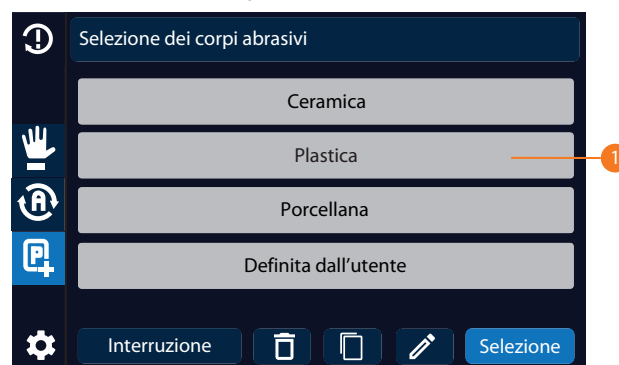 Selezione dei corpi abrasivi
Ceramica
Plastica
1
Porcellana
A
Definita dall’utente
P
Interruzione
Selezione